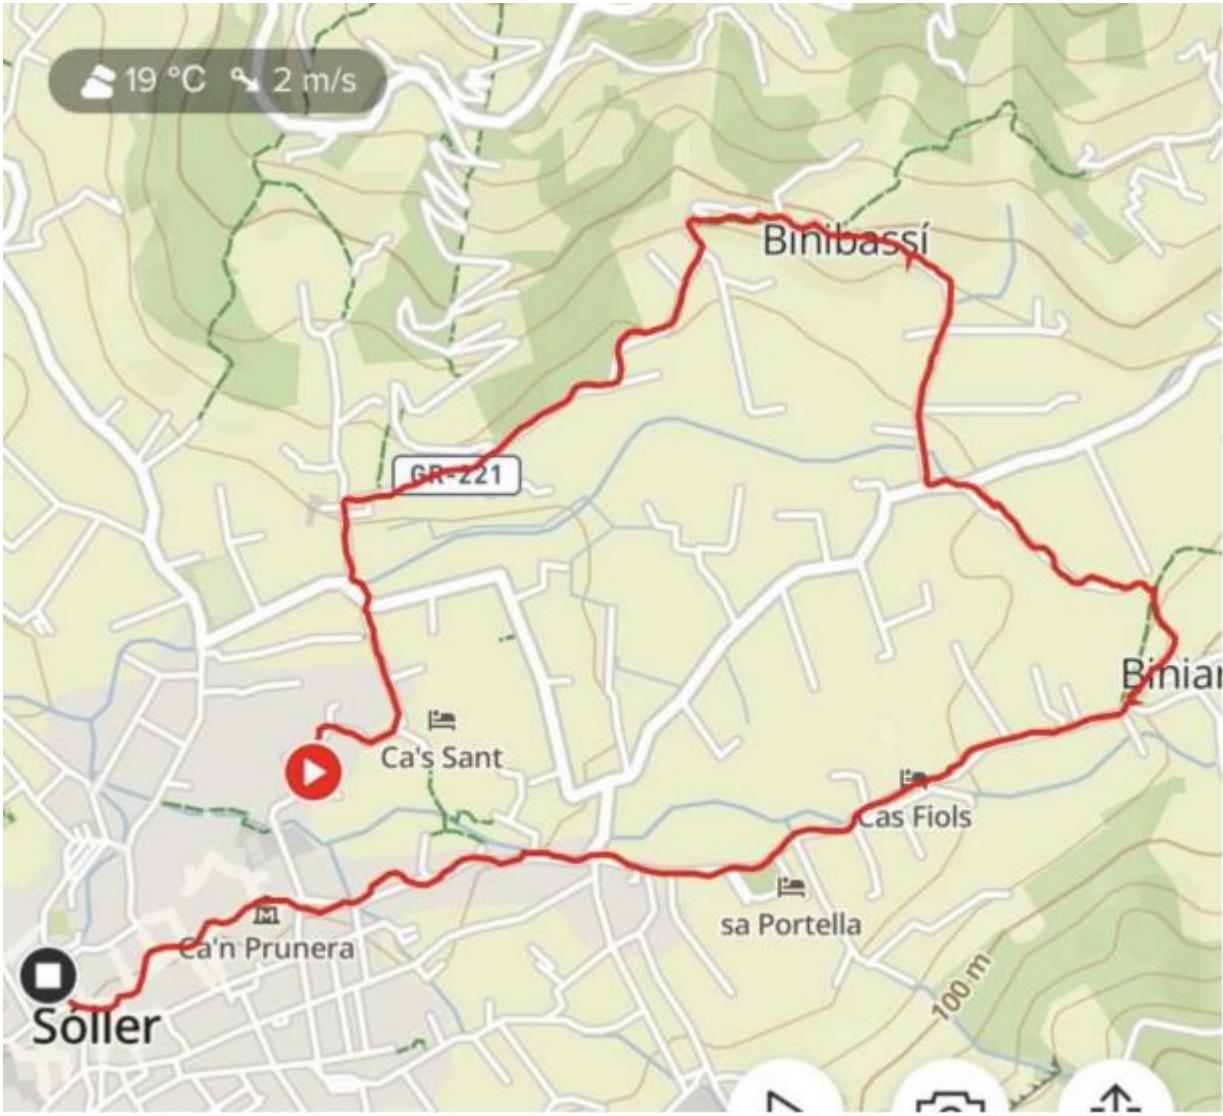 19 °C 2 m/s
Binibassí
GR-221
Biniar
Ca's Sant
Cas Fiols
sa Portella
Ca'n Prunera
100 m
Sóller